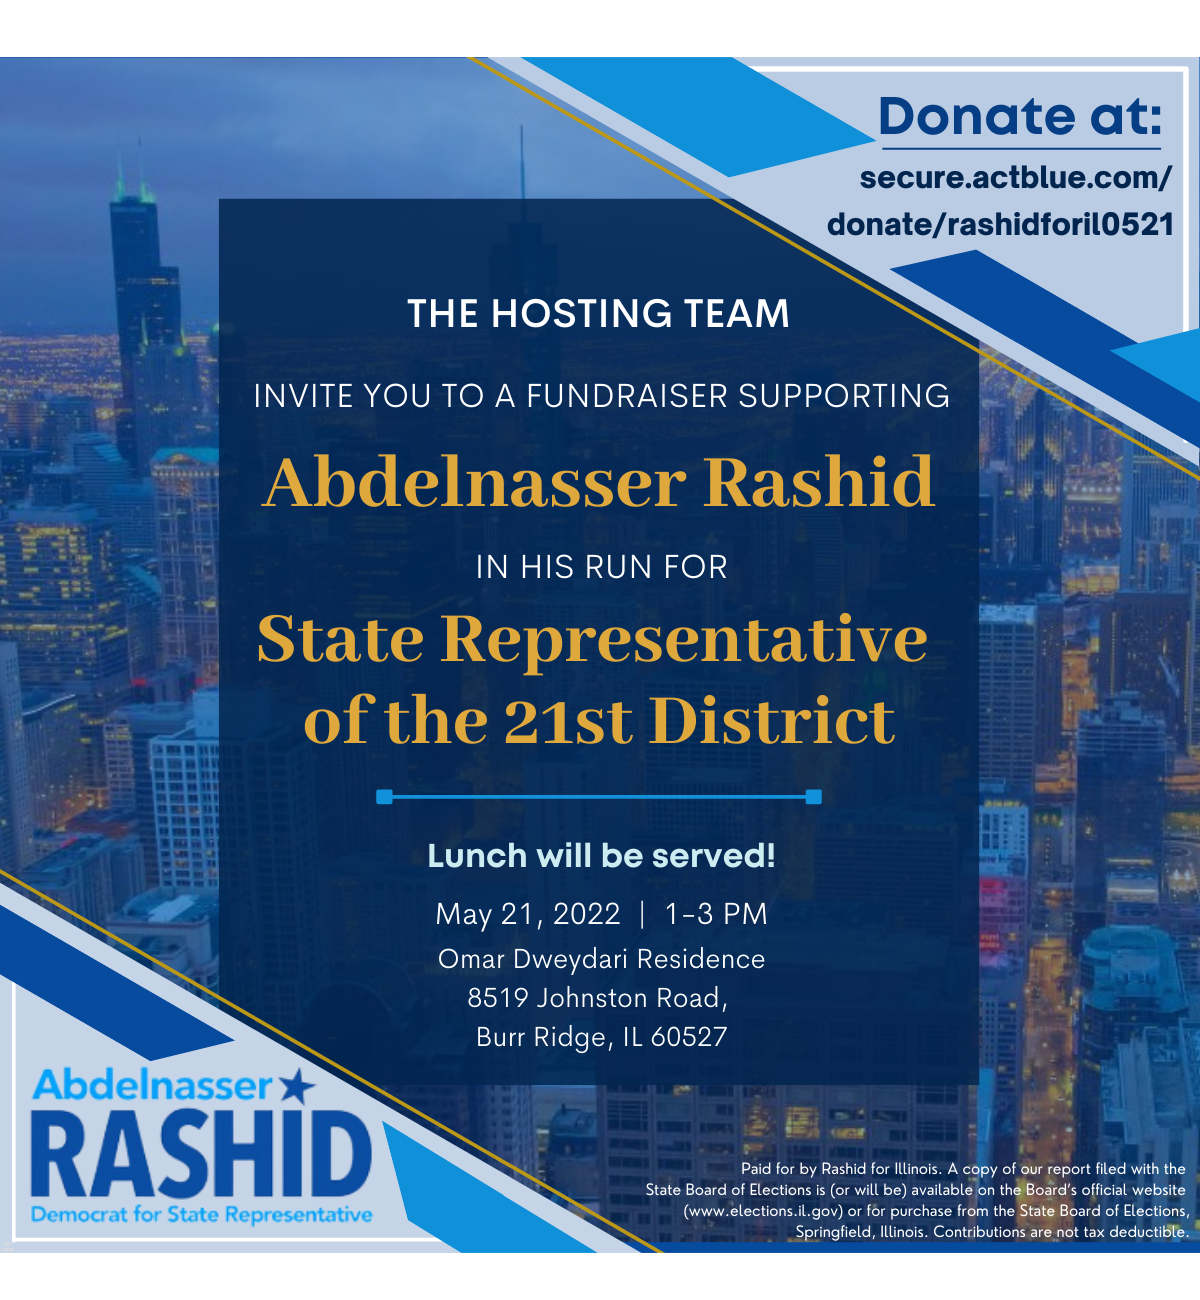 Donate at:
secure.actblue.com/
donate/rashidforil0521
THE HOSTING TEAM
INVITE YOU TO A FUNDRAISER SUPPORTING
Abdelnasser Rashid
IN HIS RUN FOR
State Representative
of the 21st District
Lunch will be served!
May 21, 2022 | 1-3 PM
Omar Dweydari Residence
8519 Johnston Road,
Burr Ridge, IL 60527
Abdelnasser
RASHID
Democrat for State Representative
Paid for by Rashid for Illinois. A copy of our report filed with the
State Board of Elections is (or will be) available on the Board's official website
(www.elections.il.gov) or for purchase from the State Board of Elections,
Springfield, Illinois. Contributions are not tax deductible.